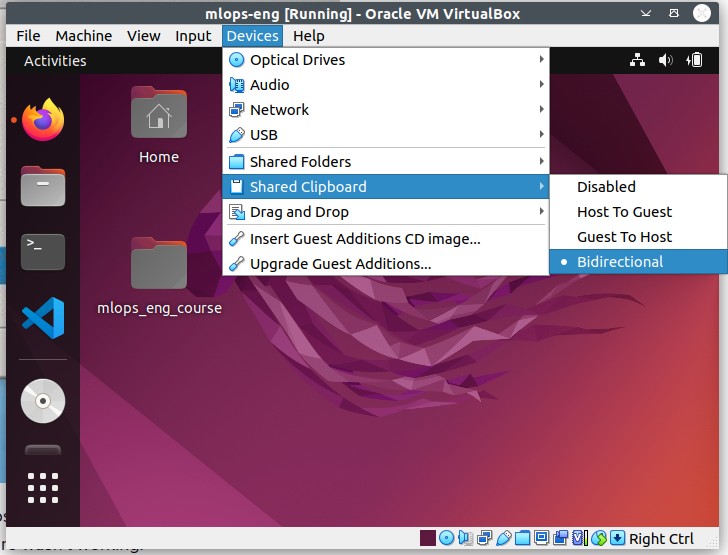 mlops-eng [Running] - Oracle VM VirtualBox
File Machine View Input Devices Help
Activities
Optical Drives
Audio
Network
USB
Shared Folders
Shared Clipboard
Drag and Drop
Insert Guest Additions CD image...
Upgrade Guest Additions...
Disabled
Host To Guest
Guest To Host
Bidirectional
Home
mlops_eng_course
>_
Right Ctrl